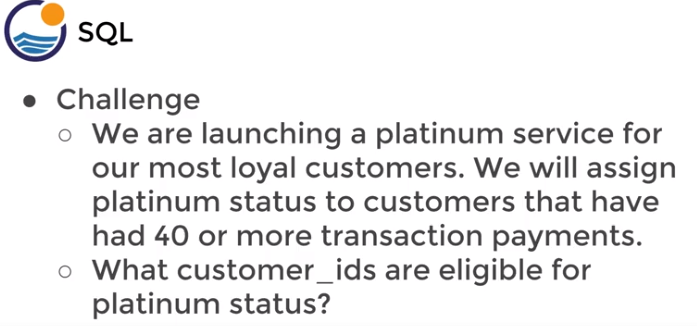 SQL
● Challenge
○ We are launching a platinum service for
our most loyal customers. We will assign
platinum status to customers that have
had 40 or more transaction payments.
○ What customer_ids are eligible for
platinum status?